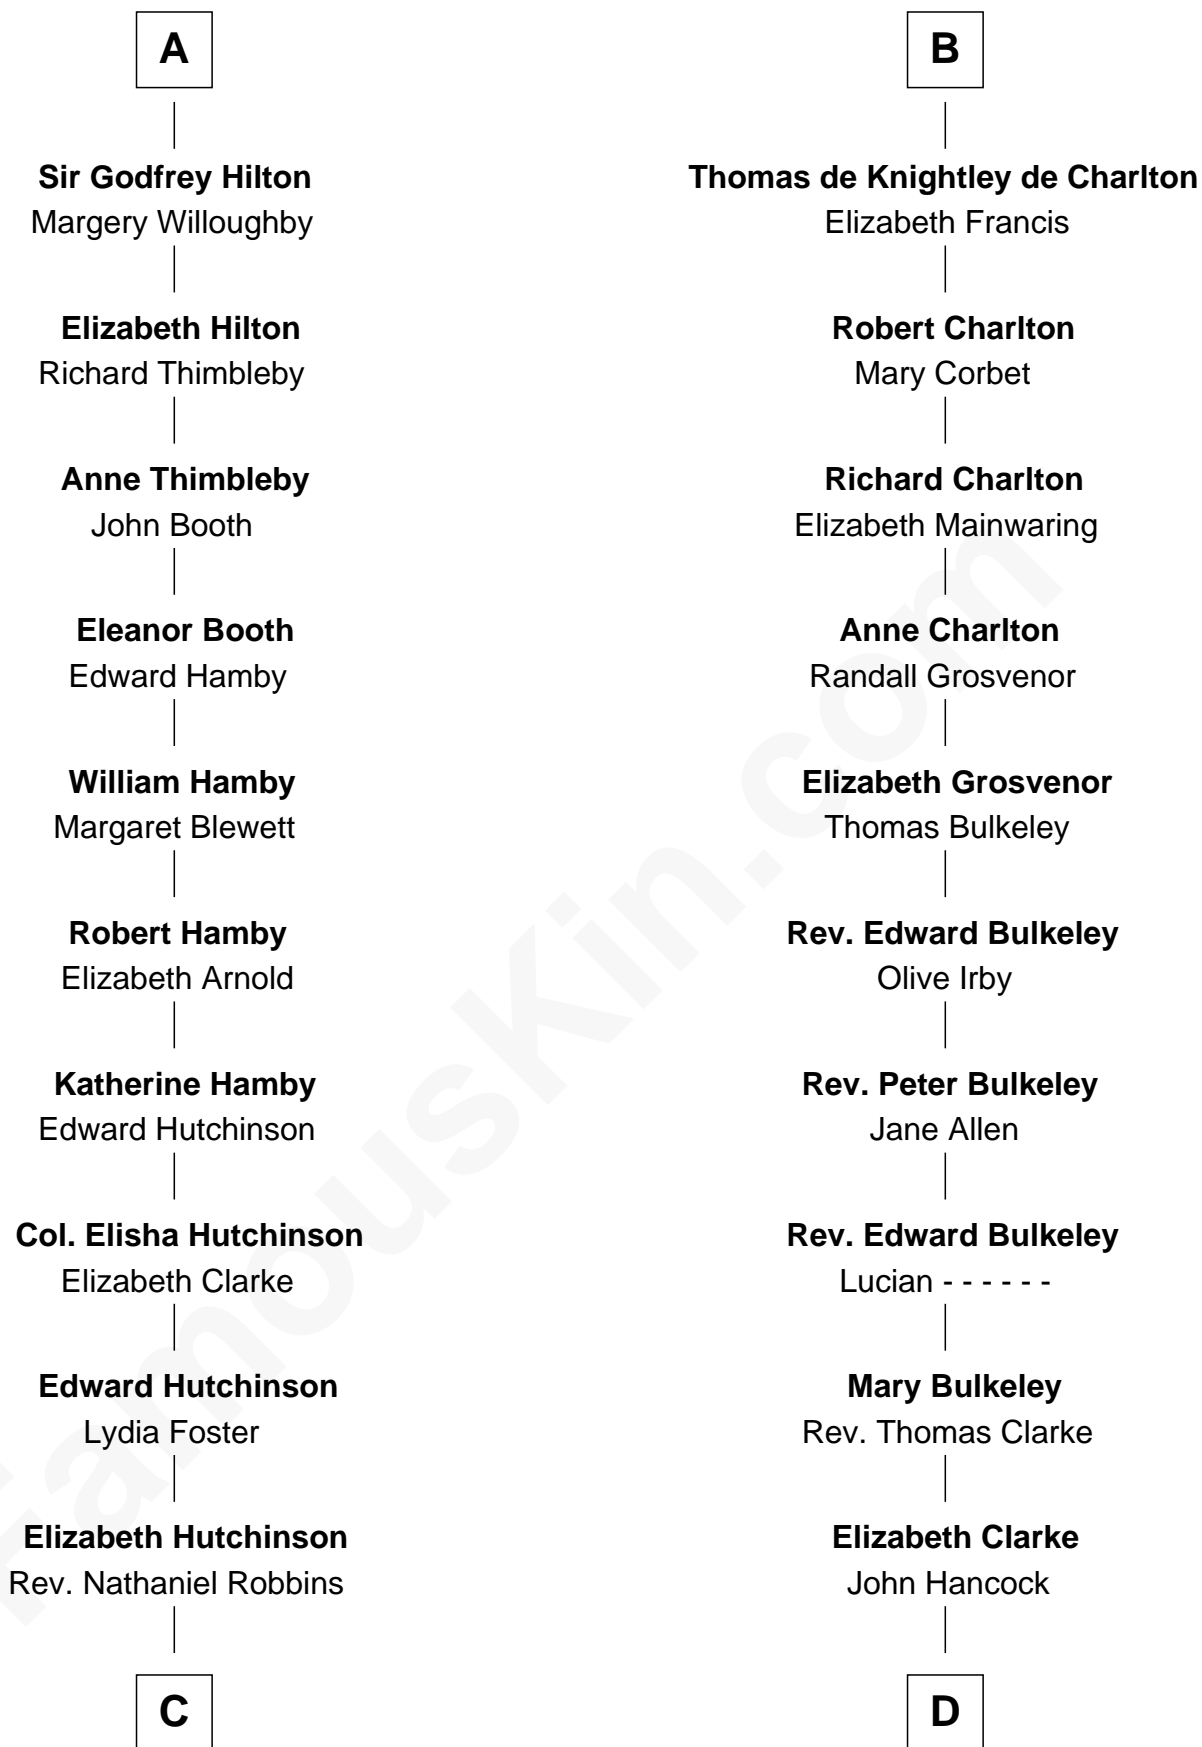 A
Sir Godfrey Hilton
Margery Willoughby
Elizabeth Hilton
Richard Thimbleby
Anne Thimbleby
John Booth
Eleanor Booth
Edward Hamby
William Hamby
Margaret Blewett
Robert Hamby
Elizabeth Arnold
Katherine Hamby
Edward Hutchinson
Col. Elisha Hutchinson
Elizabeth Clarke
Edward Hutchinson
Lydia Foster
Elizabeth Hutchinson
Rev. Nathaniel Robbins
C
B
Thomas de Knightley de Charlton
Elizabeth Francis
Robert Charlton
Mary Corbet
Richard Charlton
Elizabeth Mainwaring
Anne Charlton
Randall Grosvenor
Elizabeth Grosvenor
Thomas Bulkeley
Rev. Edward Bulkeley
Olive Irby
Rev. Peter Bulkeley
Jane Allen
Rev. Edward Bulkeley
Lucian - - - - - -
Mary Bulkeley
Rev. Thomas Clarke
Elizabeth Clarke
John Hancock
D
FamousKin.com